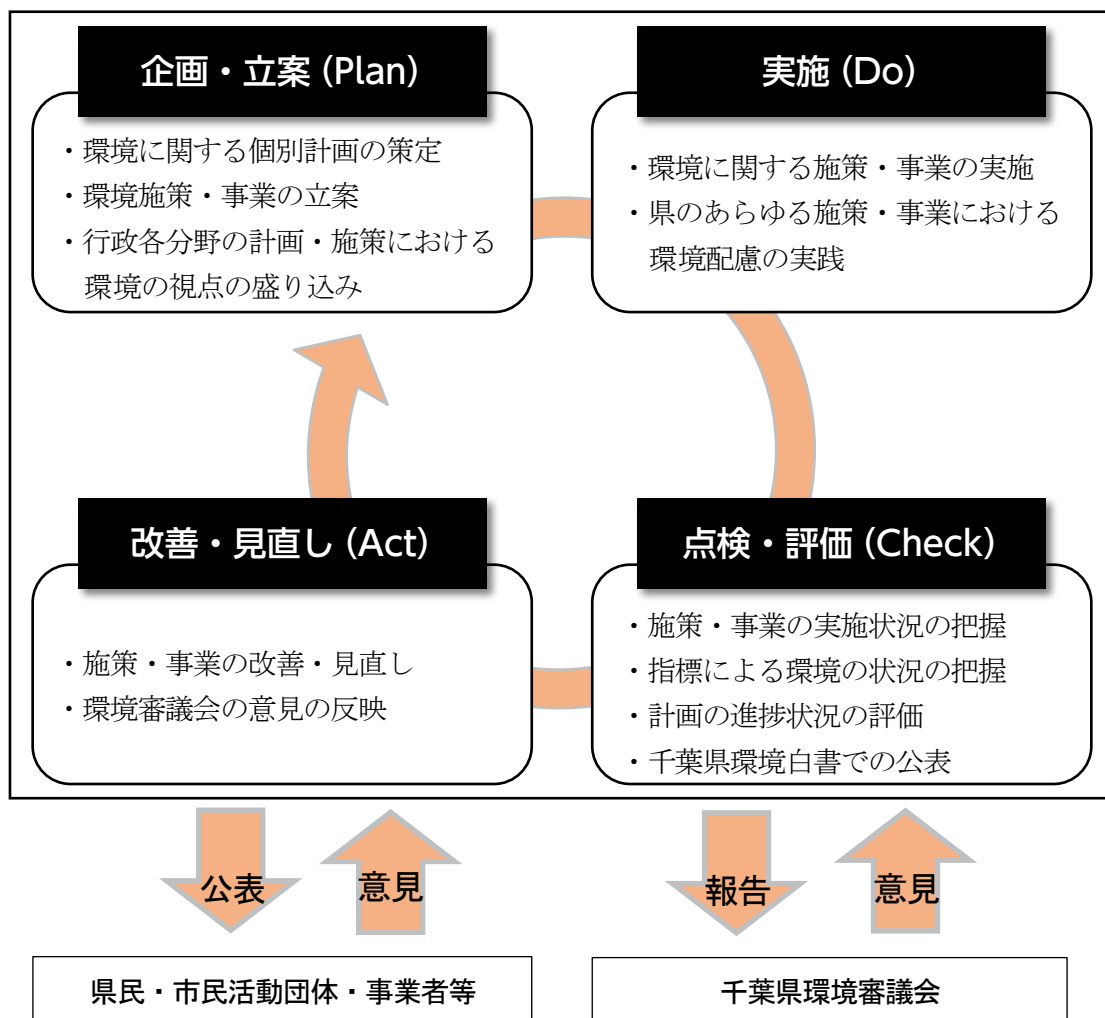 企画・立案 (Plan)
・環境に関する個別計画の策定
・環境施策・事業の立案
・行政各分野の計画・施策における
環境の視点の盛り込み
実施 (Do)
・環境に関する施策・事業の実施
・県のあらゆる施策・事業における
環境配慮の実践
改善・見直し (Act)
・施策・事業の改善・見直し
・環境審議会の意見の反映
点検・評価 (Check)
・施策・事業の実施状況の把握
・指標による環境の状況の把握
・計画の進捗状況の評価
・千葉県環境白書での公表
公表
意見
報告
意見
県民・市民活動団体・事業者等
千葉県環境審議会